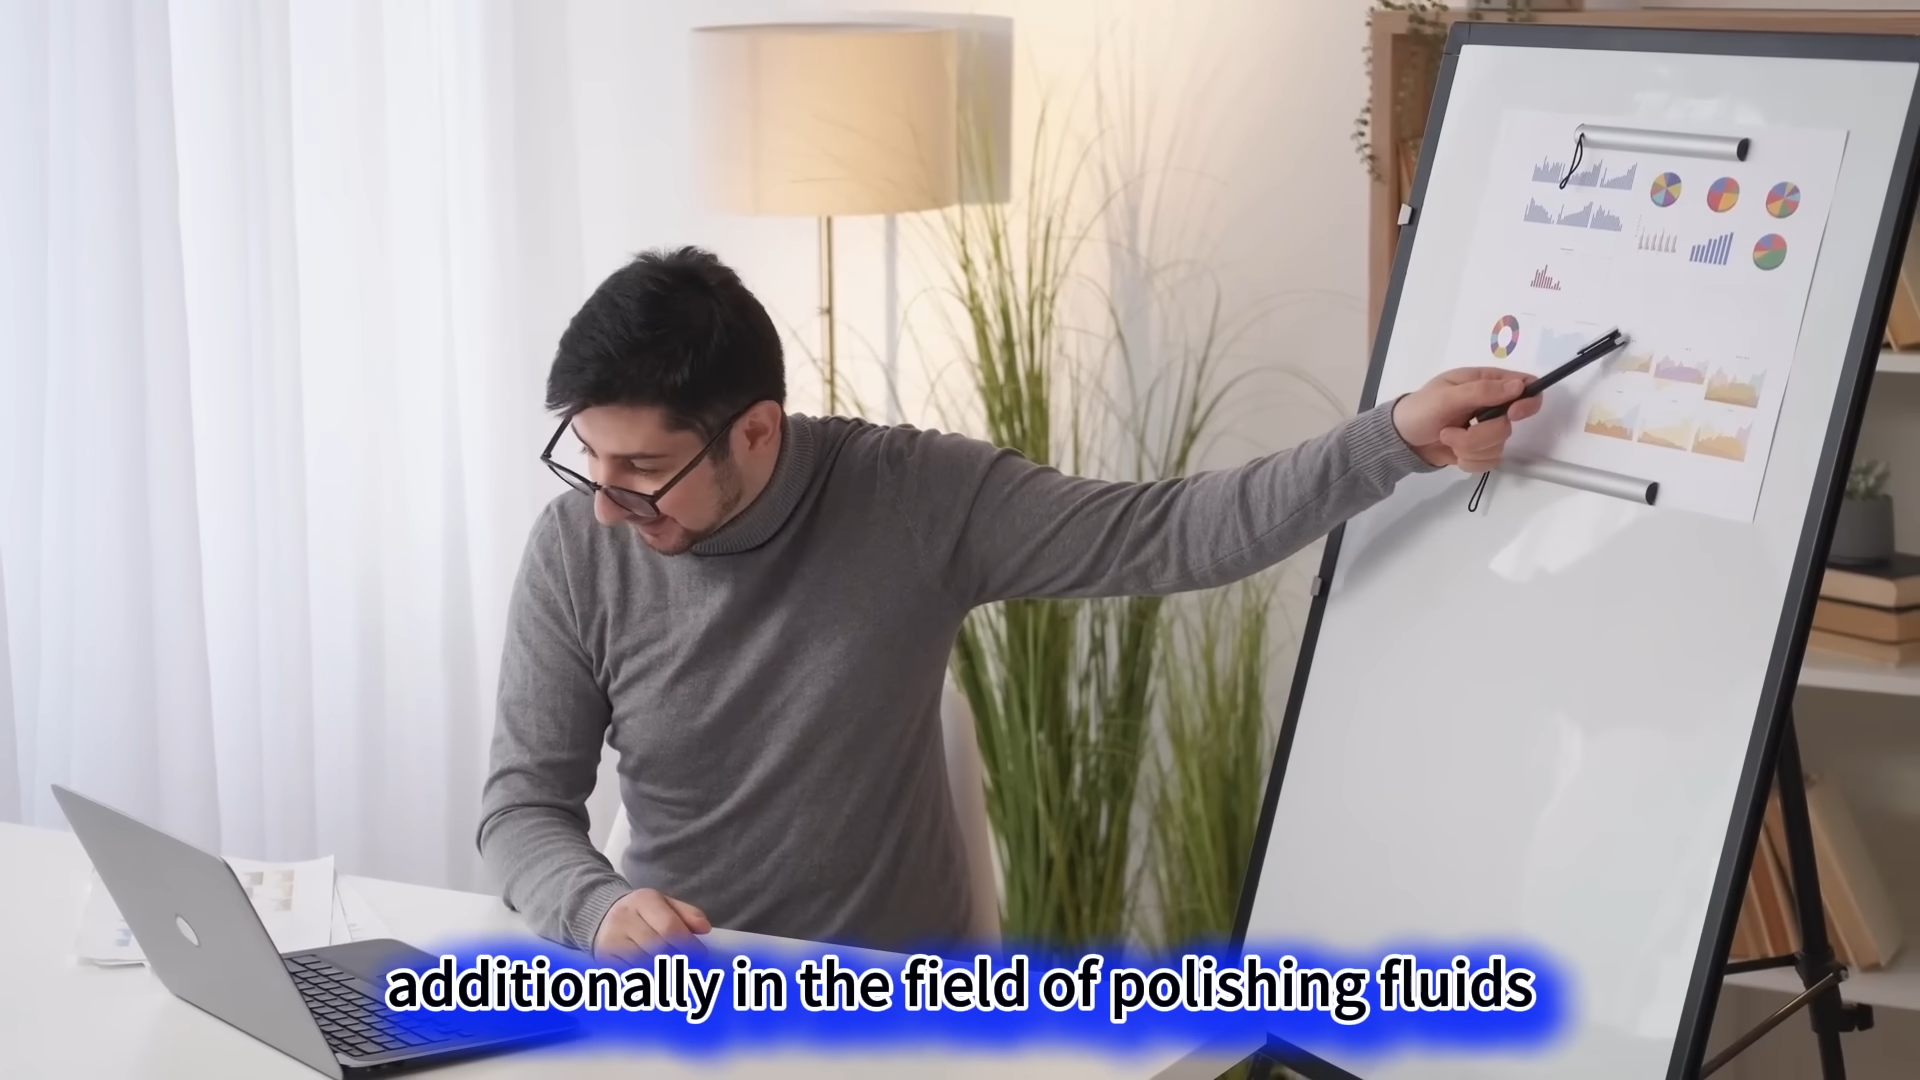 additionally in the field of polishing fluids